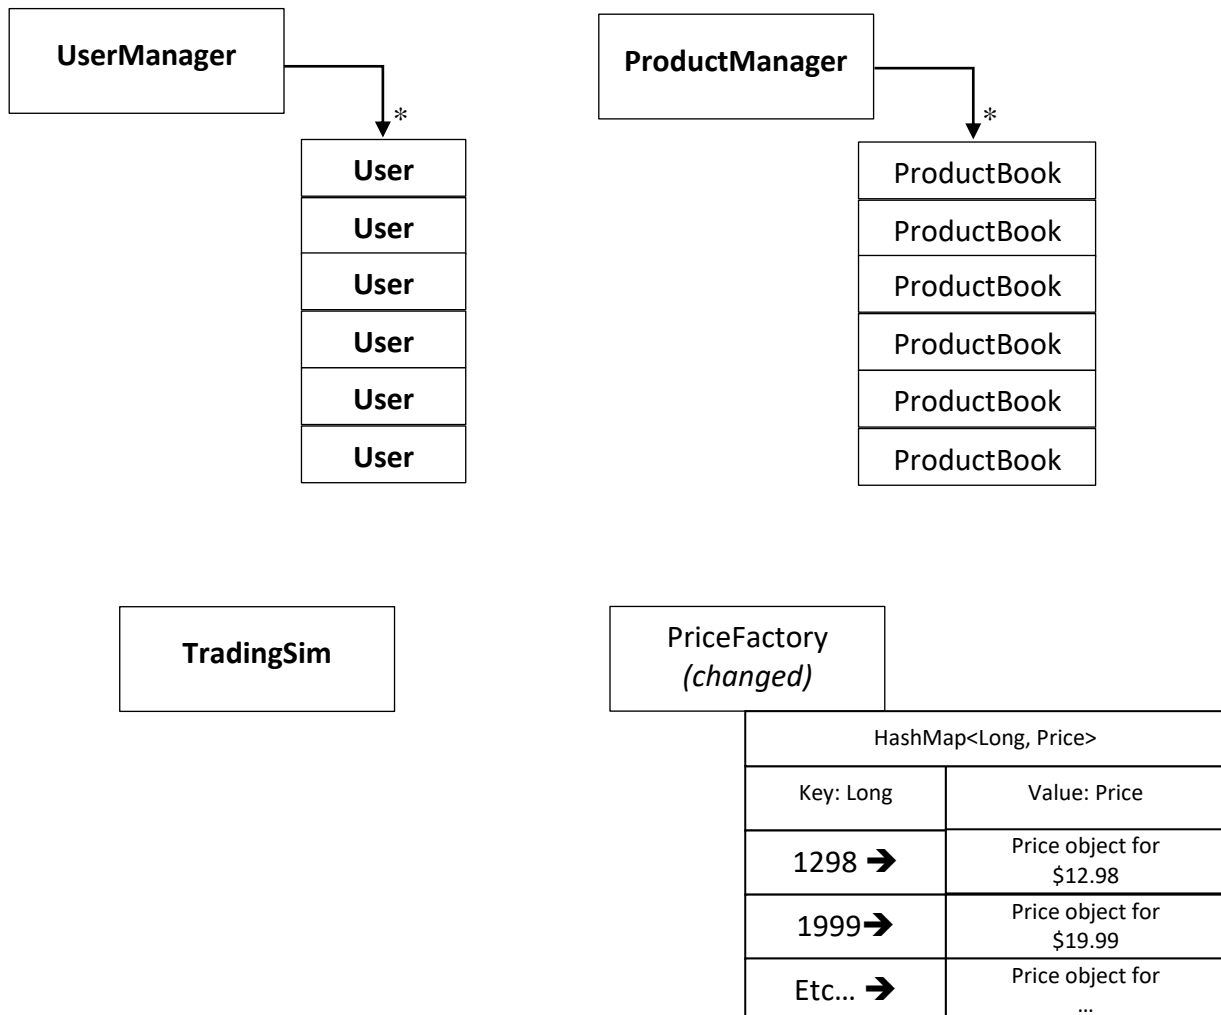 UserManager
*
User
User
User
User
User
User
ProductManager
*
ProductBook
ProductBook
ProductBook
ProductBook
ProductBook
ProductBook
TradingSim
PriceFactory
(changed)
HashMap<Long, Price>
Key: Long
Value: Price
1298 ➔
Price object for
$12.98
1999➔
Price object for
$19.99
Etc… ➔
Price object for
…